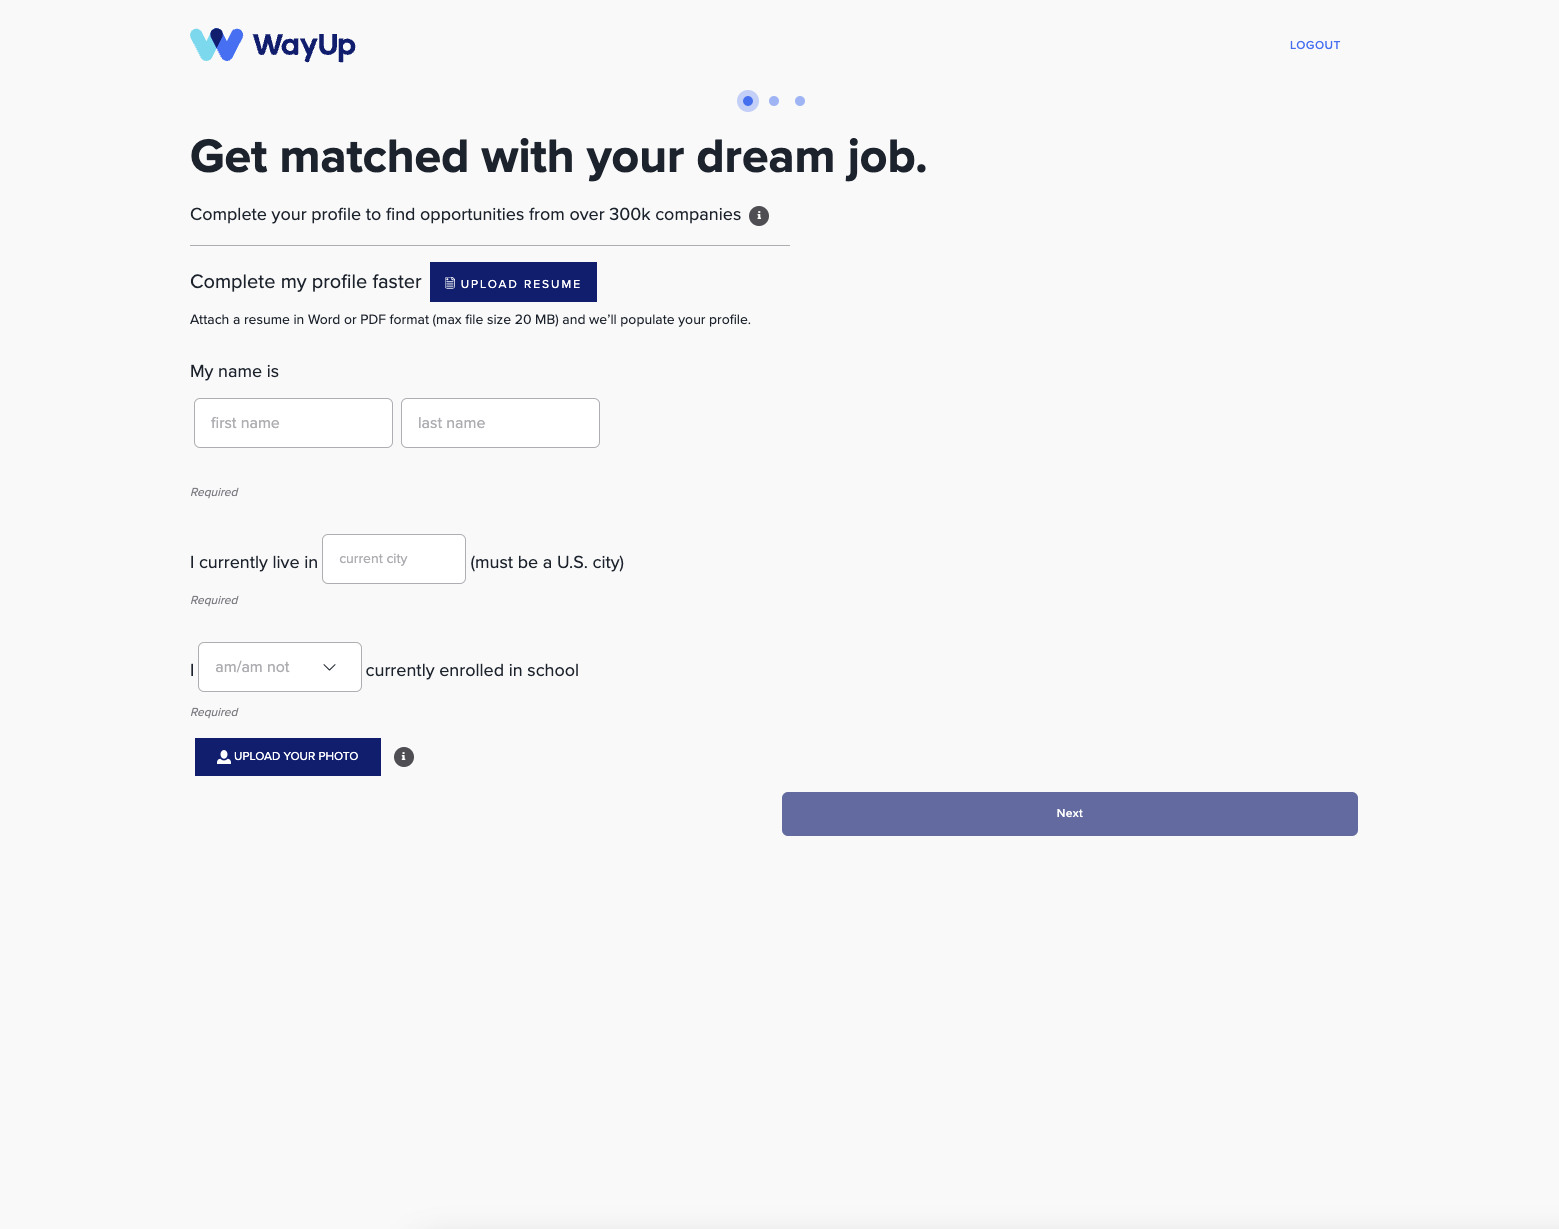 WayUp
LOGOUT
Get matched with your dream job.
Complete your profile to find opportunities from over 300k companies
Complete my profile faster UPLOAD RESUME
Attach a resume in Word or PDF format (max file size 20 MB) and we'll populate your profile.
My name is
first name last name
Required
I currently live in current city (must be a U.S. city)
Required
I am/am not currently enrolled in school
Required
UPLOAD YOUR PHOTO
Next